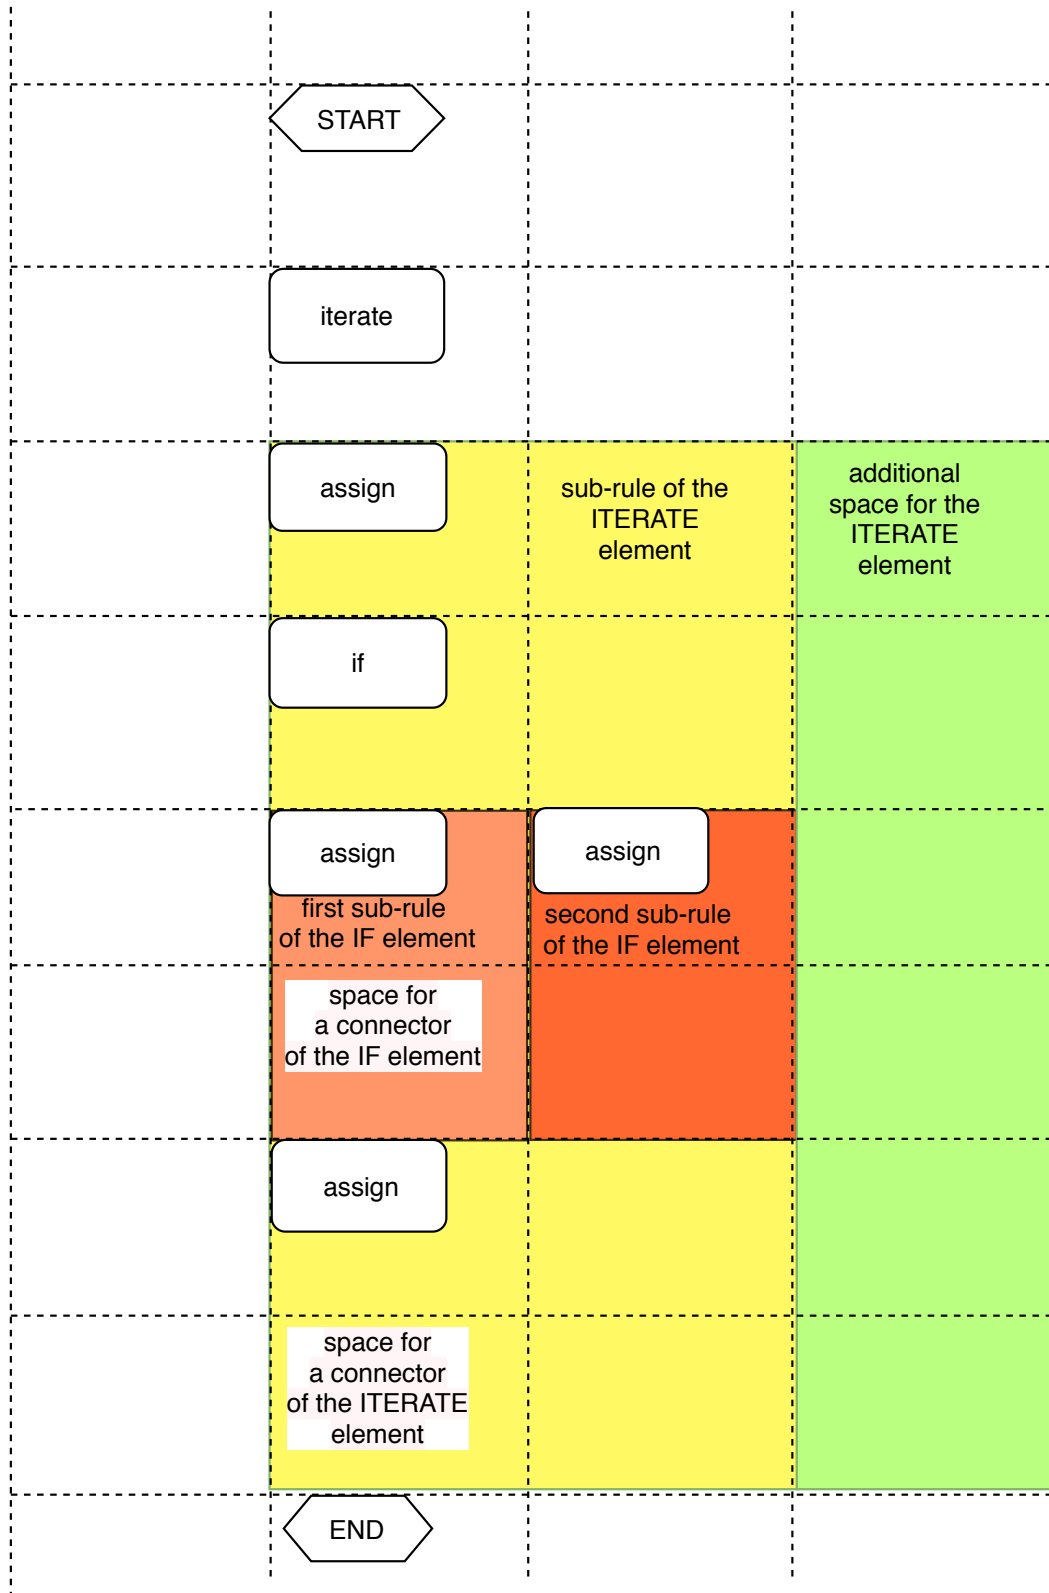 START
iterate
assign
sub-rule of the
ITERATE
element
additional
space for the
ITERATE
element
if
assign
first sub-rule
of the IF element
assign
second sub-rule
of the IF element
space for
a connector
of the IF element
assign
space for
a connector
of the ITERATE
element
END